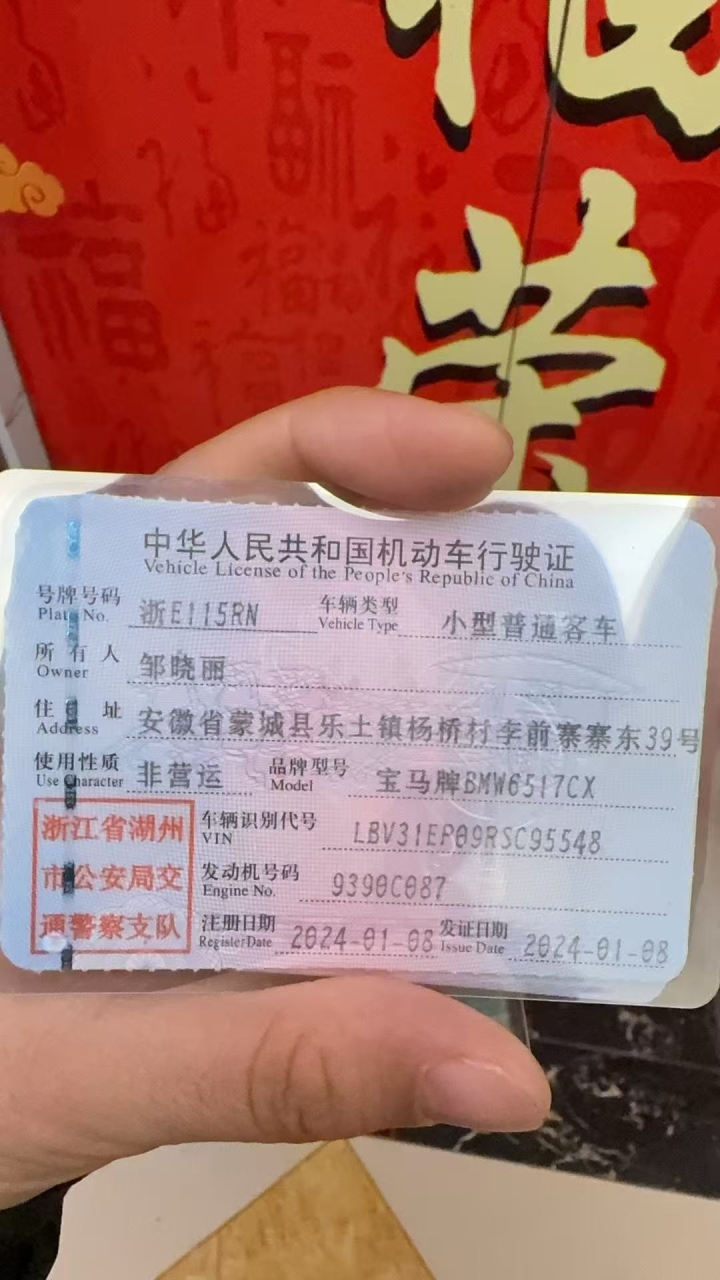 福
荣
中华人民共和国机动车行驶证
Vehicle License of the People's Republic of China
号牌号码 浙E115RN 车辆类型 小型普通客车
Plate No. Vehicle Type
所有人 邹晓丽
Owner
住址 安徽省蒙城县乐土镇杨桥村李前寨寨东39号
Address
使用性质 非营运 品牌型号 宝马牌BMW6517CX
Use Character Model
浙江省湖州
市公安局交
通警察支队
车辆识别代号 LBV31EP09RSC95548
VIN
发动机号码 9390C087
Engine No.
注册日期 2024-01-08 发证日期 2024-01-08
Register Date Issue Date